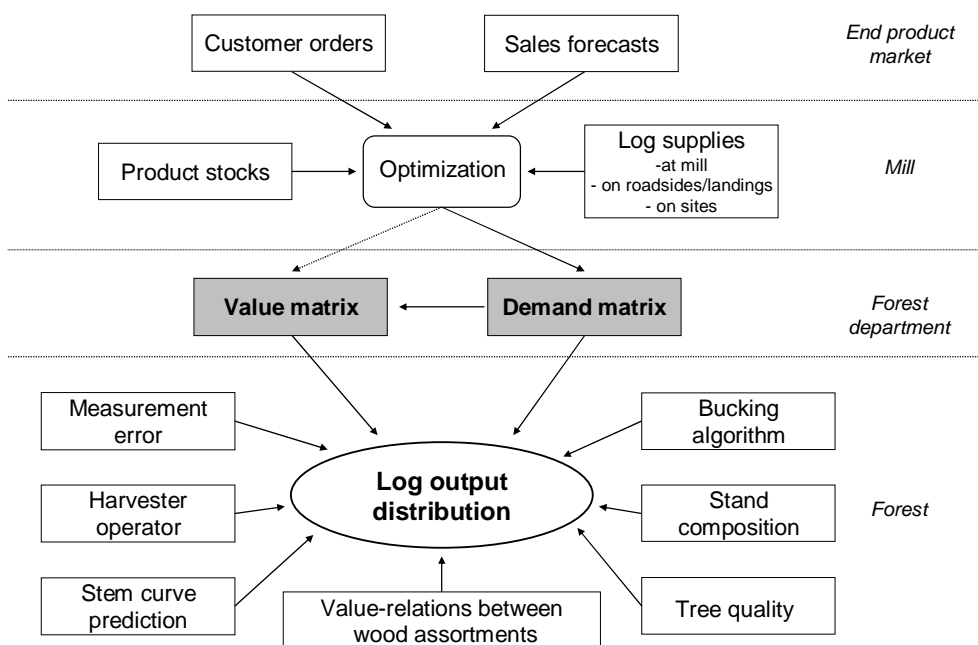 Customer orders
Sales forecasts
End product
market
Product stocks
Optimization
Log supplies
-at mill
- on roadsides/landings
- on sites
Mill
Value matrix
Demand matrix
Forest
department
Measurement
error
Bucking
algorithm
Harvester
operator
Log output
distribution
Stand
composition
Forest
Stem curve
prediction
Value-relations between
wood assortments
Tree quality